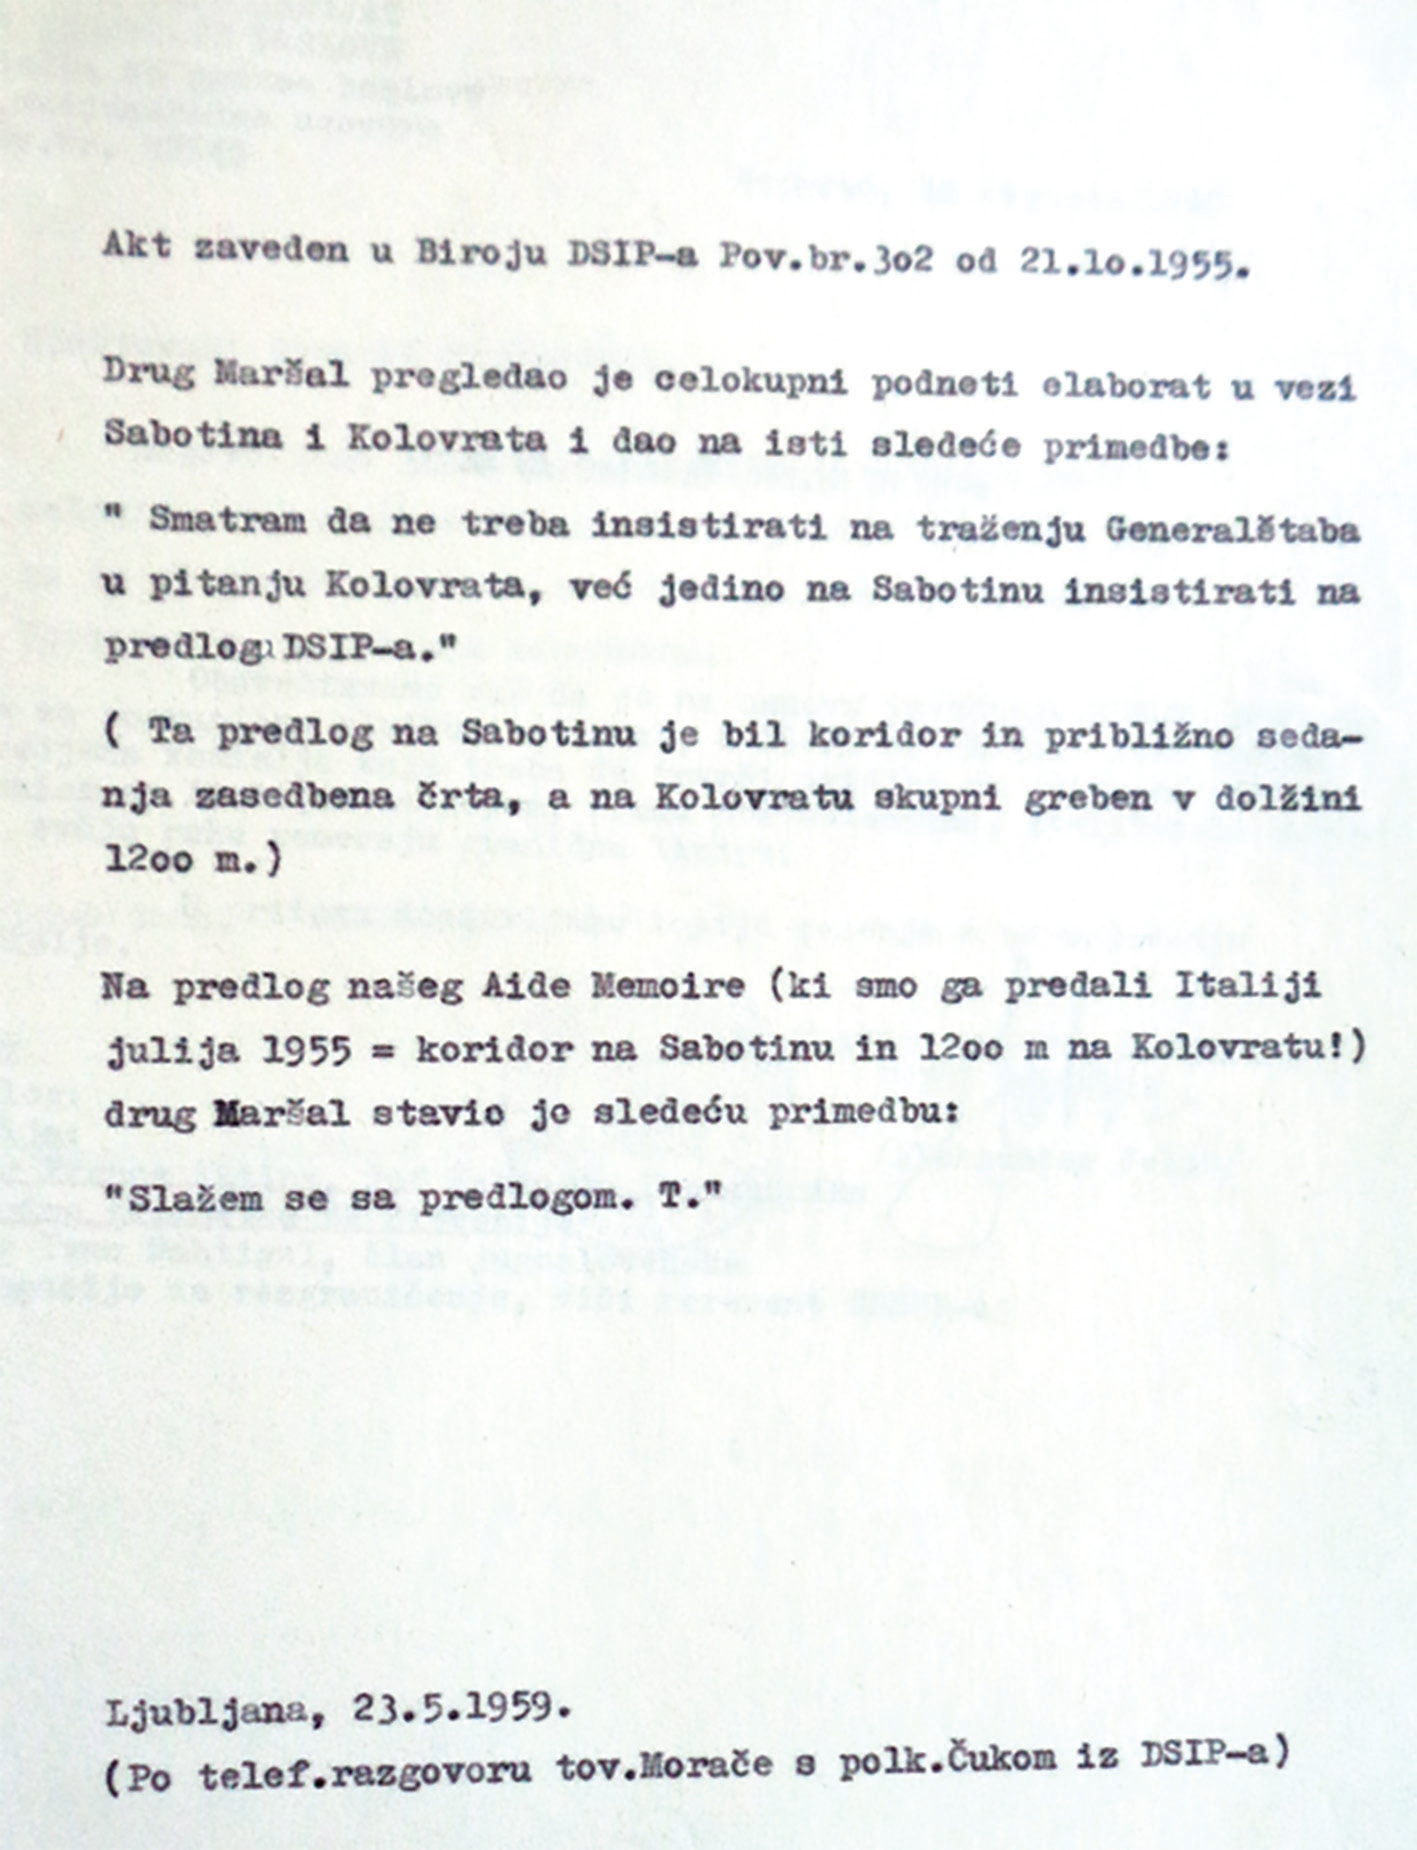 Akt zaveden u Biroju DSIP-a Pov.br.3o2 od 21.1o.1955.
Drug Maršal pregledao je celokupni podneti elaborat u vezi
Sabotina i Kolovrata i dao na isti sledeće primedbe:
" Smatram da ne treba insistirati na traženju Generalštaba
u pitanju Kolovrata, već jedino na Sabotinu insistirati na
predlogu DSIP-a."
( Ta predlog na Sabotinu je bil koridor in približno seda-
nja zasedbena črta, a na Kolovratu skupni greben v dolžini
12oo m.)
Na predlog našeg Aide Memoire (ki smo ga predali Italiji
julija 1955 = koridor na Sabotinu in 12oo m na Kolovratu!)
drug Maršal stavio je sledeću primedbu:
"Slažem se sa predlogom. T."
Ljubljana, 23.5.1959.
(Po telef.razgovoru tov.Morače s polk.Čukom iz DSIP-a)